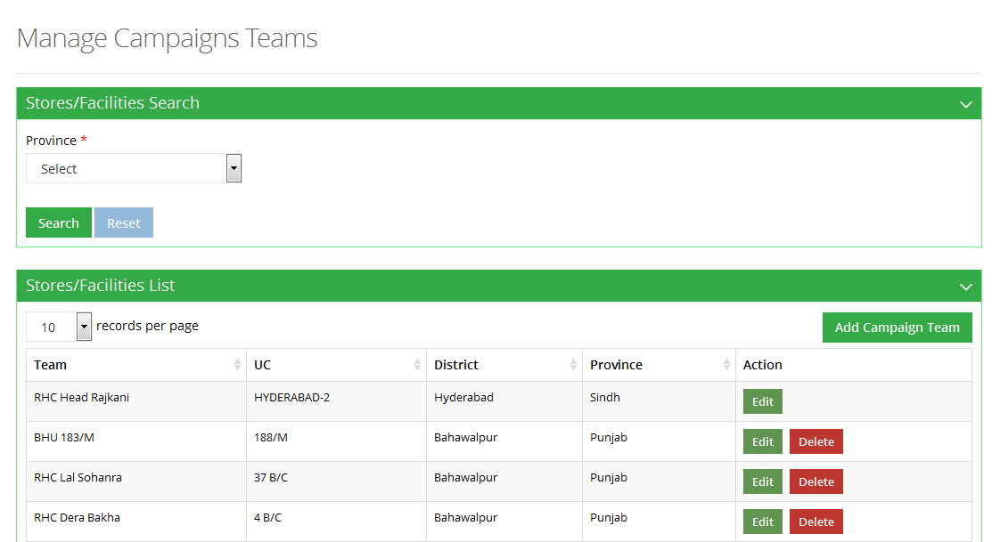 Manage Campaigns Teams
Stores/Facilities Search
Province *
Select
Search Reset
Stores/Facilities List
10 records per page Add Campaign Team
Team UC District Province Action
RHC Head Rajkani HYDERABAD-2 Hyderabad Sindh Edit
BHU 183/M 188/M Bahawalpur Punjab Edit Delete
RHC Lal Sohanra 37 B/C Bahawalpur Punjab Edit Delete
RHC Dera Bakha 4 B/C Bahawalpur Punjab Edit Delete